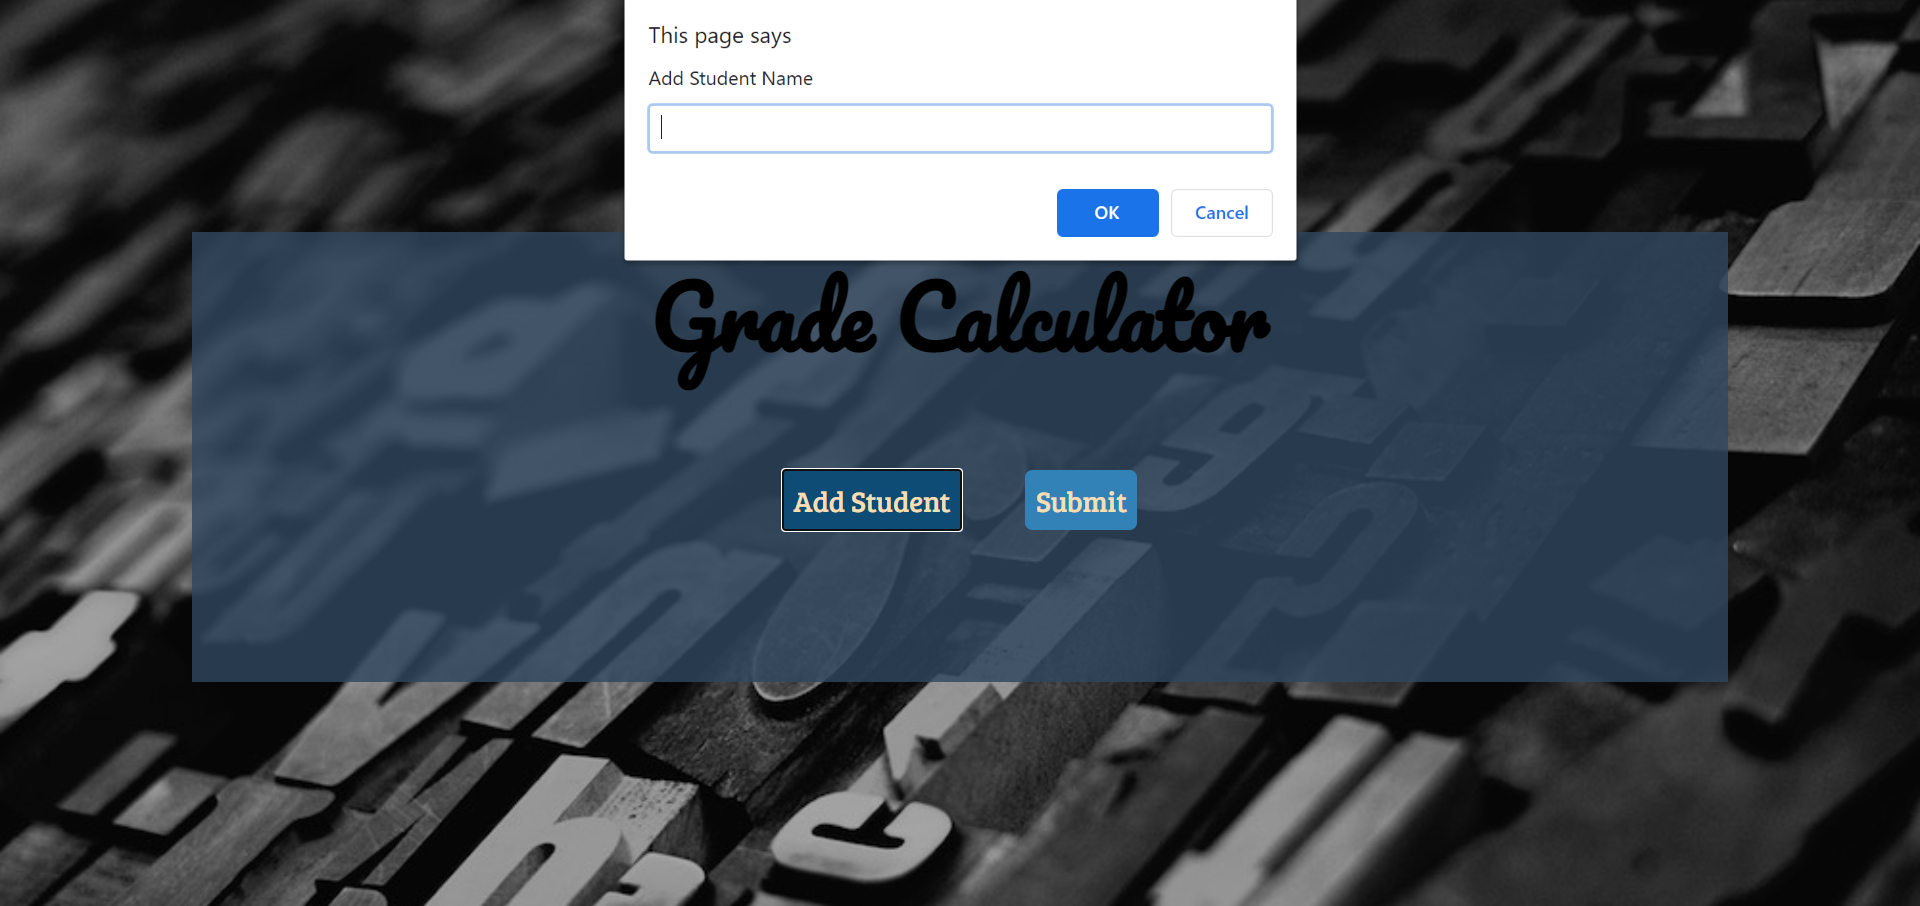 This page says
Add Student Name
OK Cancel
Grade Calculator
Add Student Submit